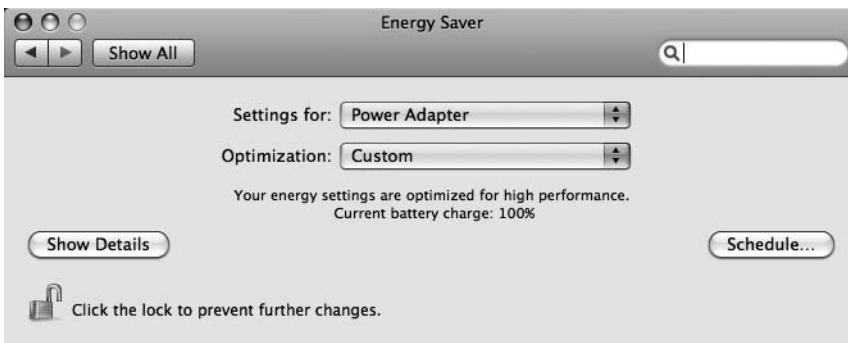 Energy Saver
Show All
Settings for: Power Adapter
Optimization: Custom
Your energy settings are optimized for high performance.
Current battery charge: 100%
Show Details
Schedule...
Click the lock to prevent further changes.